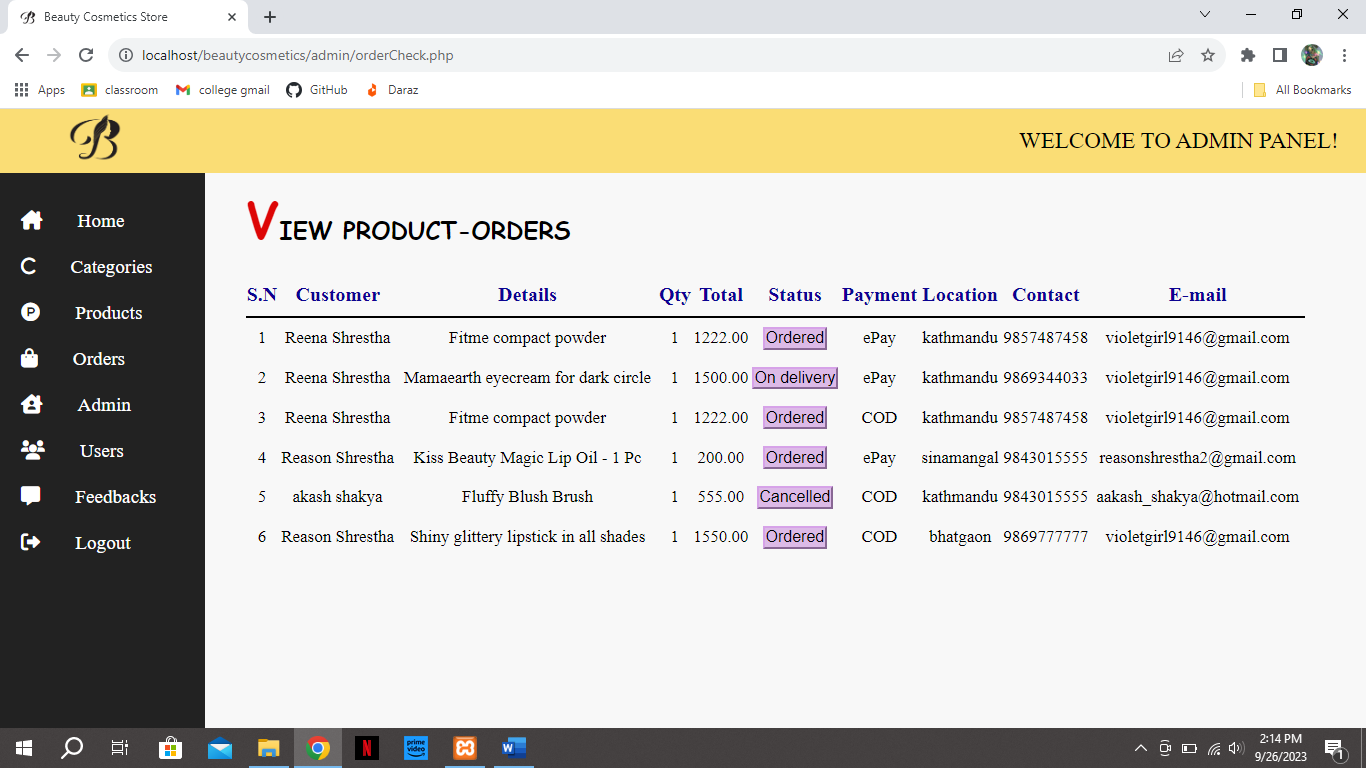 Beauty Cosmetics Store
localhost/beautycosmetics/admin/orderCheck.php
Apps classroom college gmail GitHub Daraz All Bookmarks
B WELCOME TO ADMIN PANEL!
Home
Categories
Products
Orders
Admin
Users
Feedbacks
Logout
VIEW PRODUCT-ORDERS
S.N Customer Details Qty Total Status Payment Location Contact E-mail
1 Reena Shrestha Fitme compact powder 1 1222.00 Ordered ePay kathmandu 9857487458 violetgirl9146@gmail.com
2 Reena Shrestha Mamaearth eyecream for dark circle 1 1500.00 On delivery ePay kathmandu 9869344033 violetgirl9146@gmail.com
3 Reena Shrestha Fitme compact powder 1 1222.00 Ordered COD kathmandu 9857487458 violetgirl9146@gmail.com
4 Reason Shrestha Kiss Beauty Magic Lip Oil - 1 Pc 1 200.00 Ordered ePay sinamangal 9843015555 reasonshrestha2@gmail.com
5 akash shakya Fluffy Blush Brush 1 555.00 Cancelled COD kathmandu 9843015555 aakash_shakya@hotmail.com
6 Reason Shrestha Shiny glittery lipstick in all shades 1 1550.00 Ordered COD bhatgaon 9869777777 violetgirl9146@gmail.com
prime video
2:14 PM
9/26/2023
1